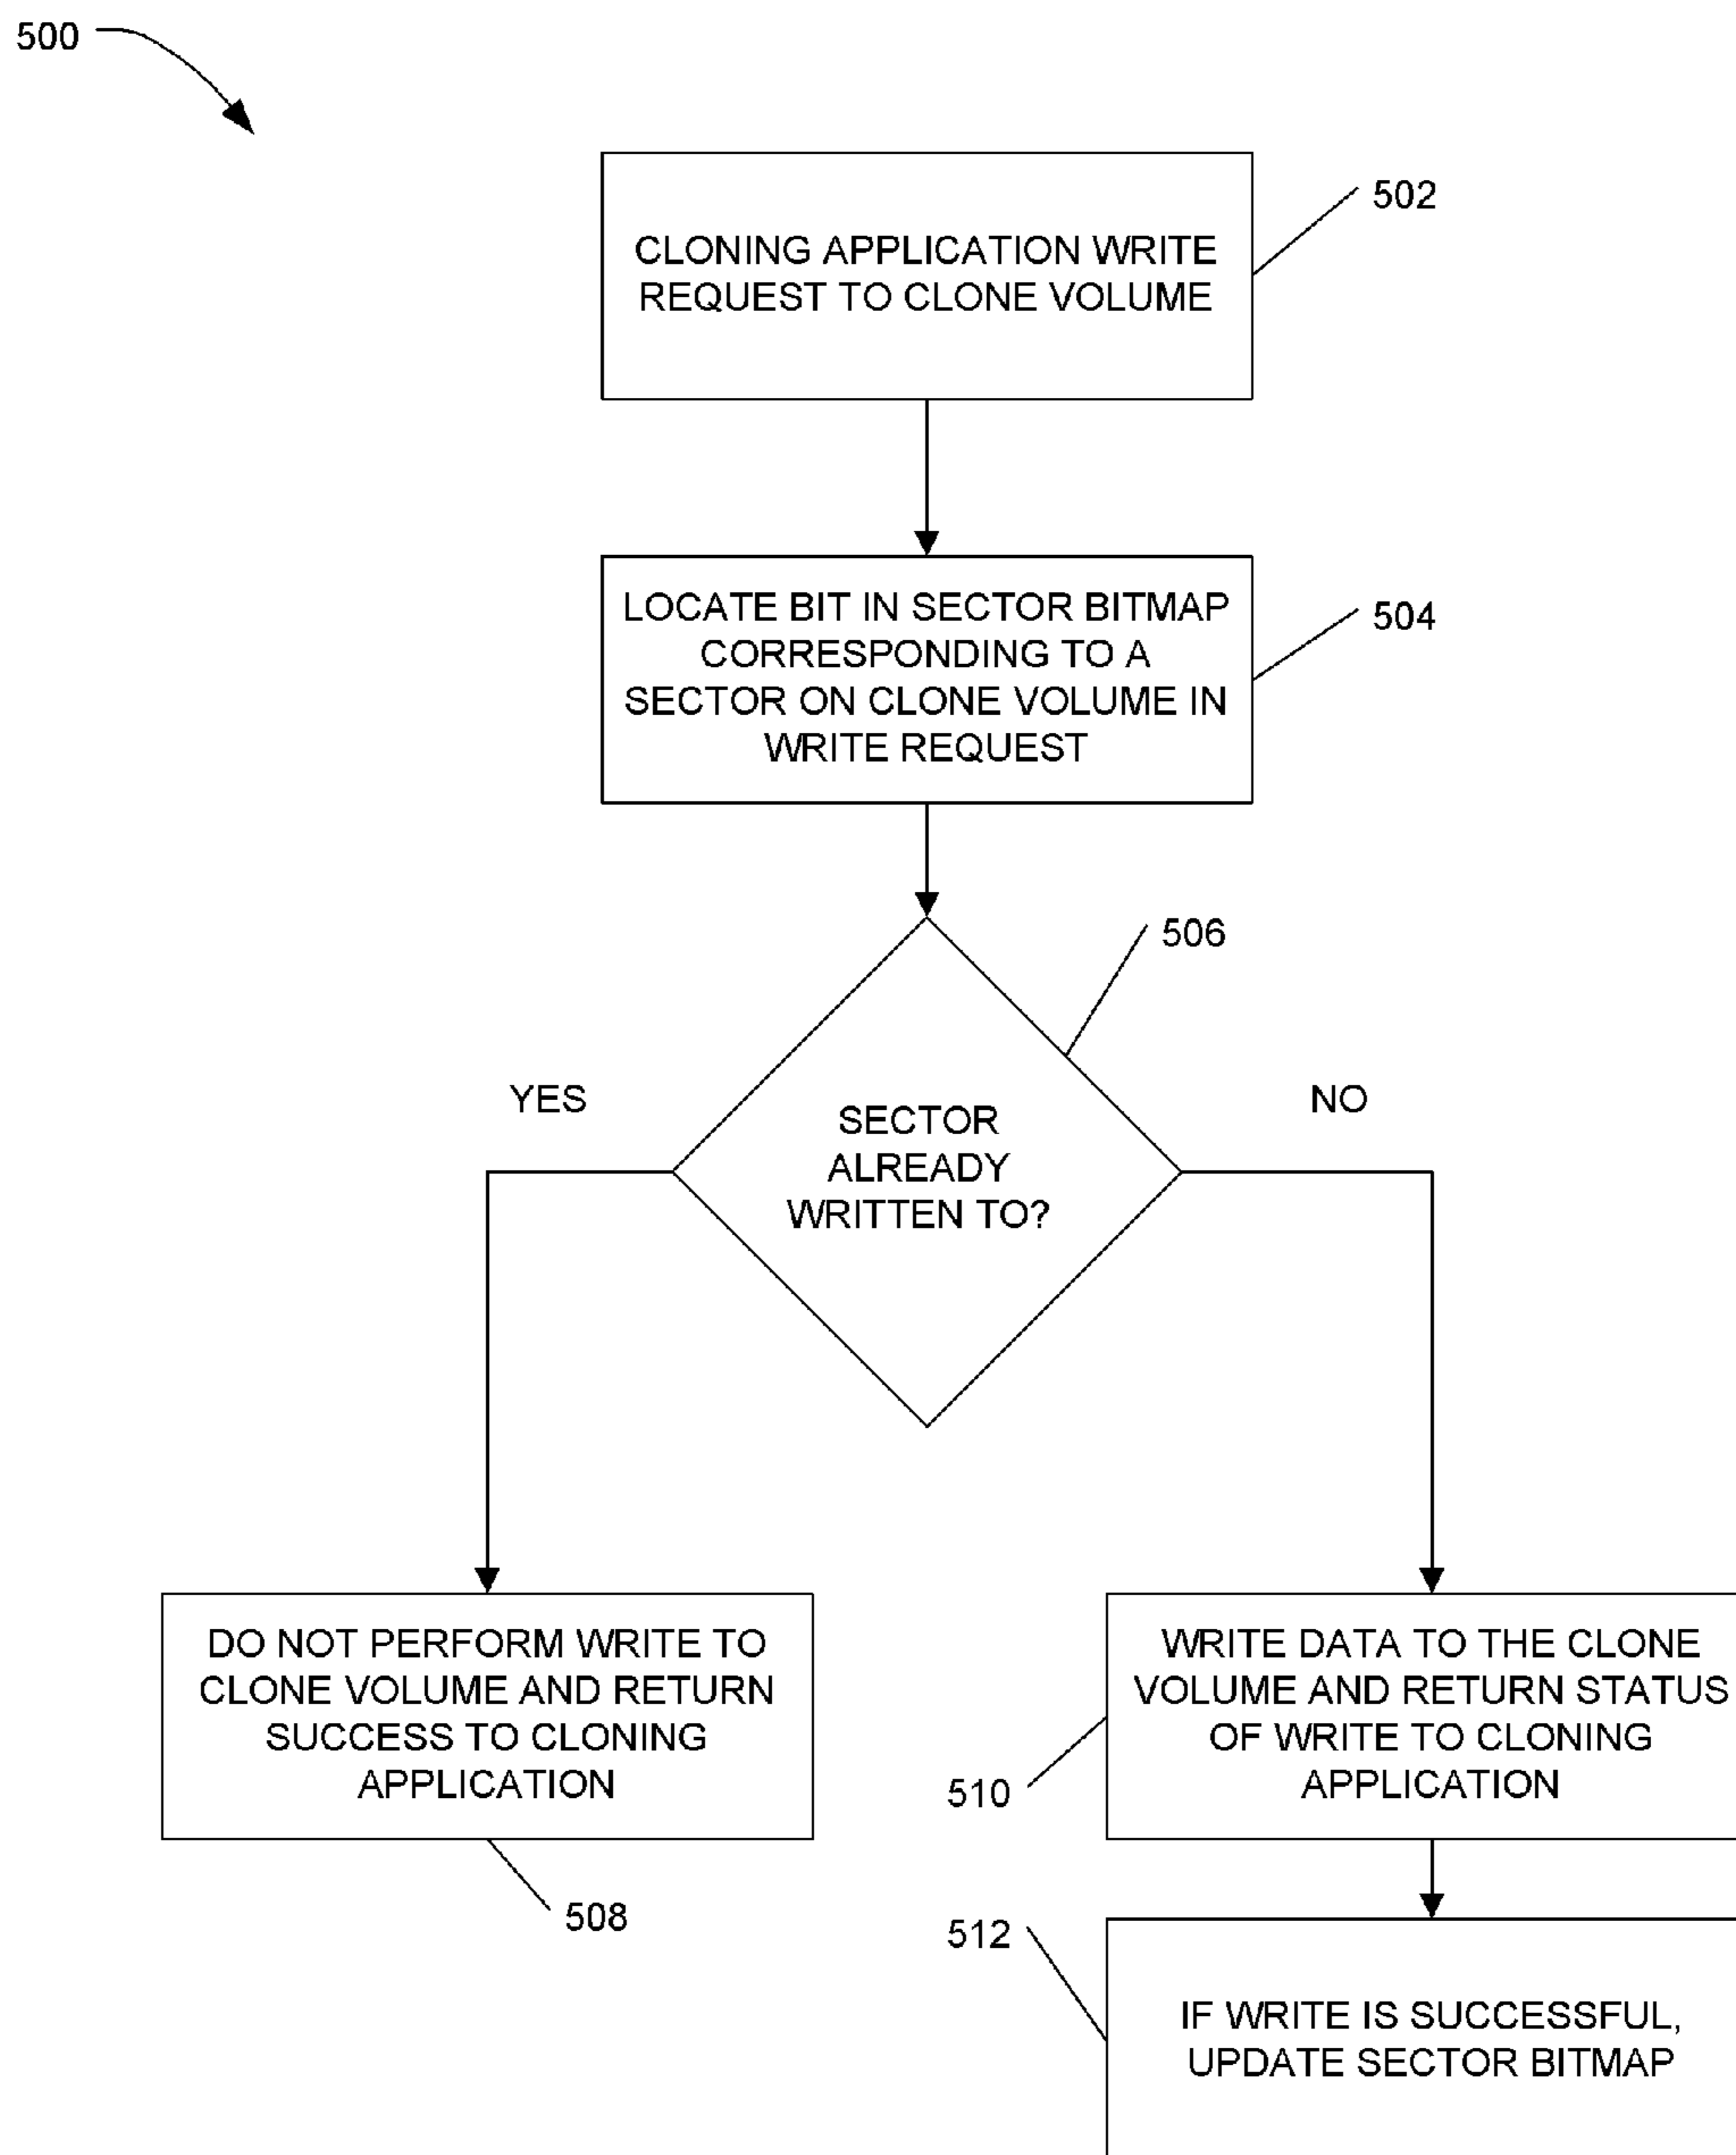 500
CLONING APPLICATION WRITE
REQUEST TO CLONE VOLUME
502
LOCATE BIT IN SECTOR BITMAP
CORRESPONDING TO A
SECTOR ON CLONE VOLUME IN
WRITE REQUEST
504
506
YES
NO
SECTOR
ALREADY
WRITTEN TO?
DO NOT PERFORM WRITE TO
CLONE VOLUME AND RETURN
SUCCESS TO CLONING
APPLICATION
508
WRITE DATA TO THE CLONE
VOLUME AND RETURN STATUS
OF WRITE TO CLONING
APPLICATION
510
512
IF WRITE IS SUCCESSFUL,
UPDATE SECTOR BITMAP